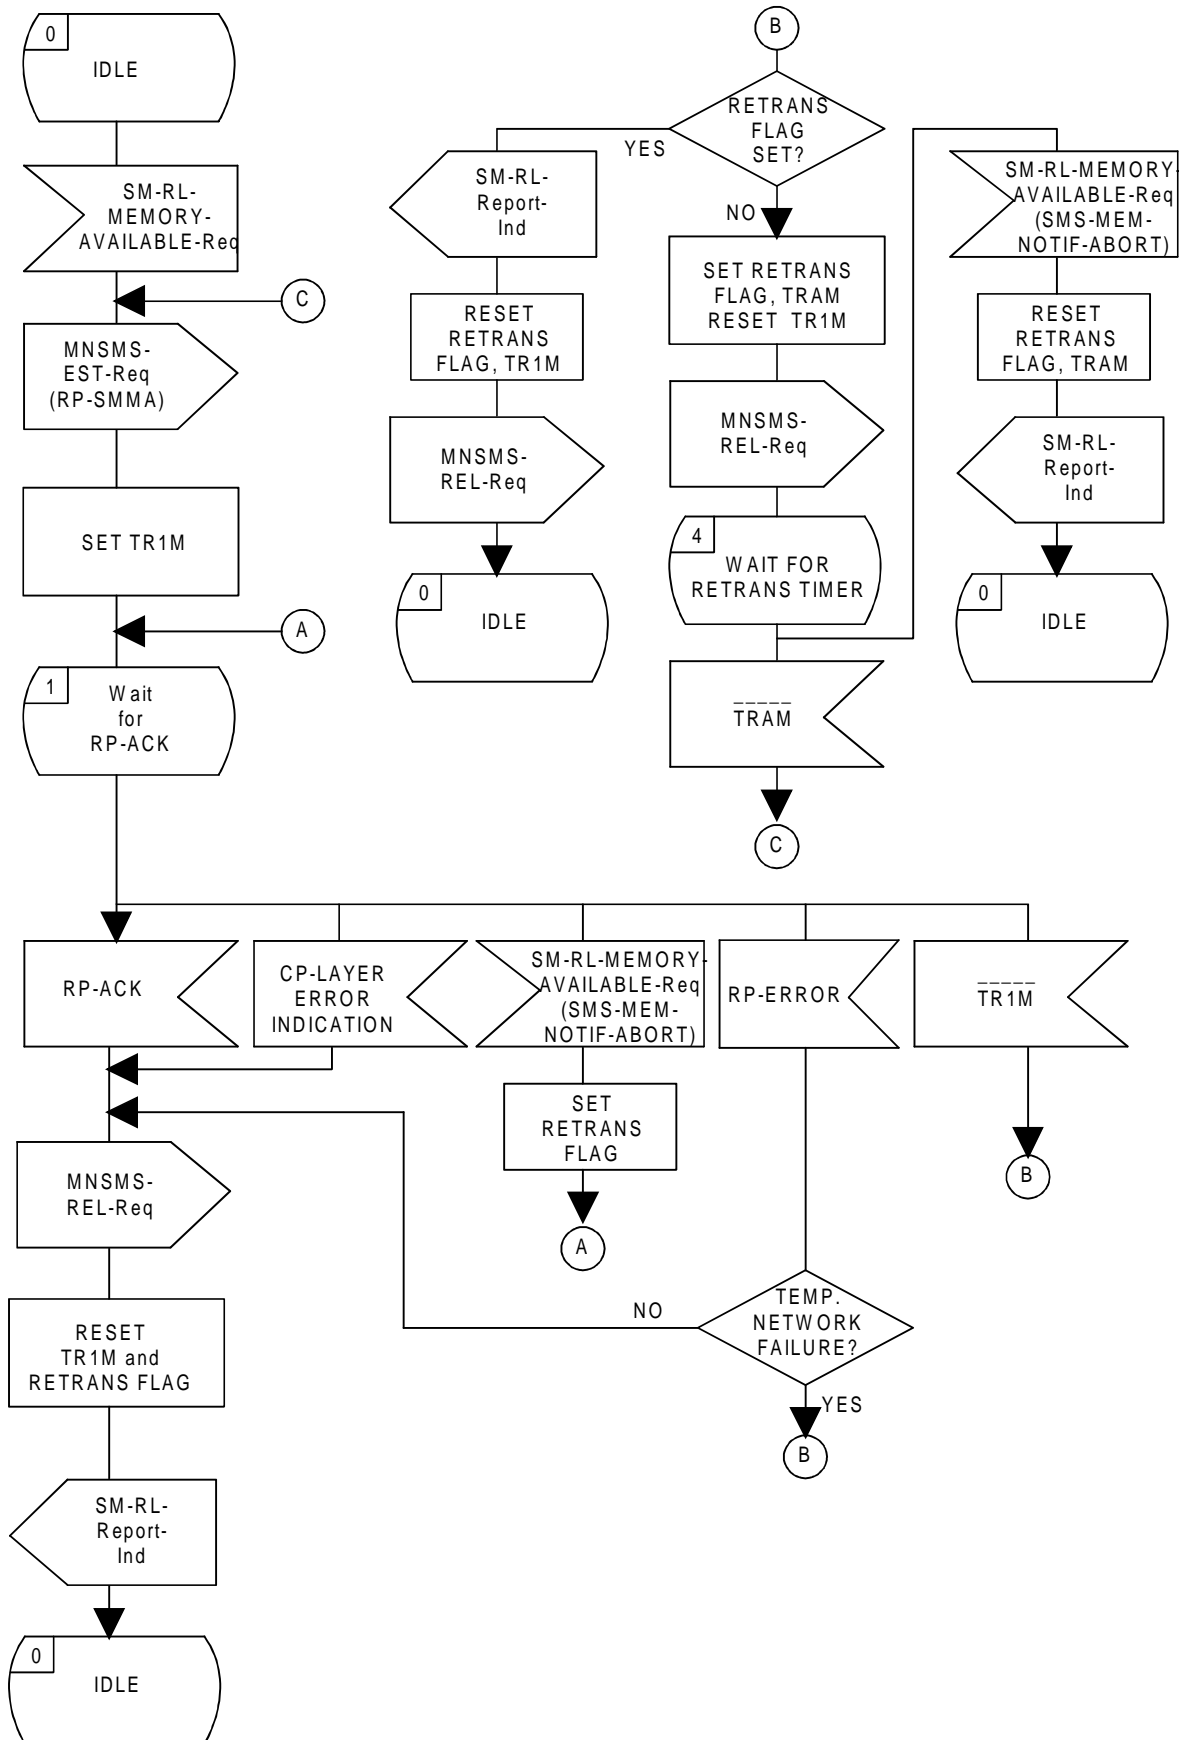 0
IDLE
SM-RL-
MEMORY-
AVAILABLE-Req
C
MNSMS-
EST-Req
(RP-SMMA)
SET TR1M
A
1
Wait
for
RP-ACK
B
RETRANS
FLAG
SET?
YES
NO
SM-RL-
Report-
Ind
RESET
RETRANS
FLAG, TR1M
MNSMS-
REL-Req
0
IDLE
SET RETRANS
FLAG, TRAM
RESET TR1M
MNSMS-
REL-Req
4
WAIT FOR
RETRANS TIMER
TRAM
C
SM-RL-MEMORY-
AVAILABLE-Req
(SMS-MEM-
NOTIF-ABORT)
RESET
RETRANS
FLAG, TRAM
SM-RL-
Report-
Ind
0
IDLE
RP-ACK
CP-LAYER
ERROR
INDICATION
SM-RL-MEMORY-
AVAILABLE-Req
(SMS-MEM-
NOTIF-ABORT)
RP-ERROR
TR1M
SET
RETRANS
FLAG
A
B
MNSMS-
REL-Req
NO
TEMP.
NETWORK
FAILURE?
YES
B
RESET
TR1M and
RETRANS FLAG
SM-RL-
Report-
Ind
0
IDLE